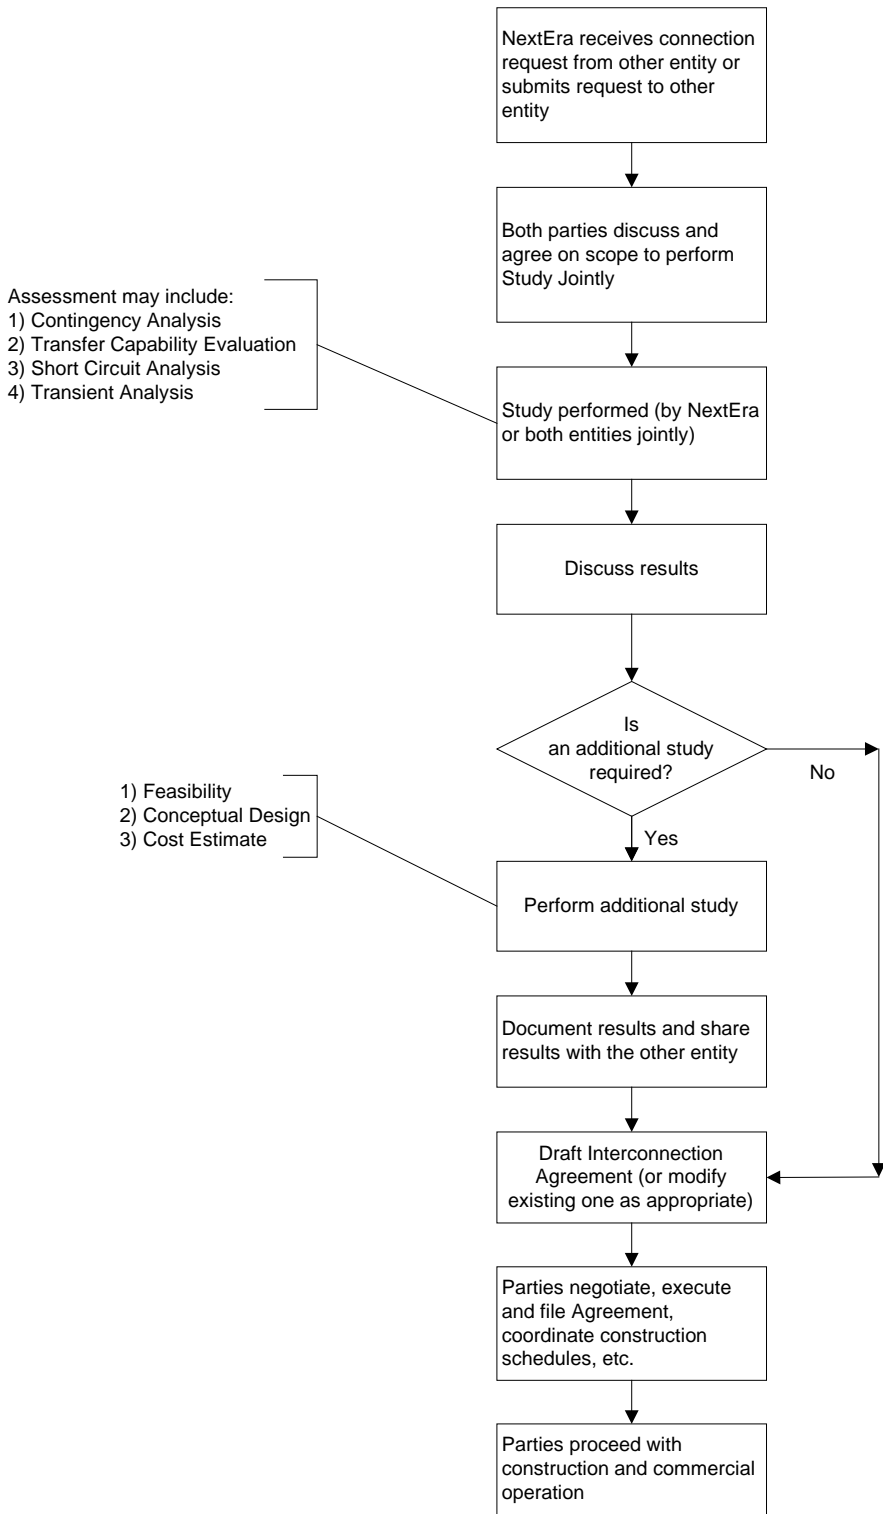 NextEra receives connection
request from other entity or
submits request to other
entity
Both parties discuss and
agree on scope to perform
Study Jointly
Assessment may include:
1) Contingency Analysis
2) Transfer Capability Evaluation
3) Short Circuit Analysis
4) Transient Analysis
Study performed (by NextEra
or both entities jointly)
Discuss results
Is
an additional study
required?
No
Yes
1) Feasibility
2) Conceptual Design
3) Cost Estimate
Perform additional study
Document results and share
results with the other entity
Draft Interconnection
Agreement (or modify
existing one as appropriate)
Parties negotiate, execute
and file Agreement,
coordinate construction
schedules, etc.
Parties proceed with
construction and commercial
operation